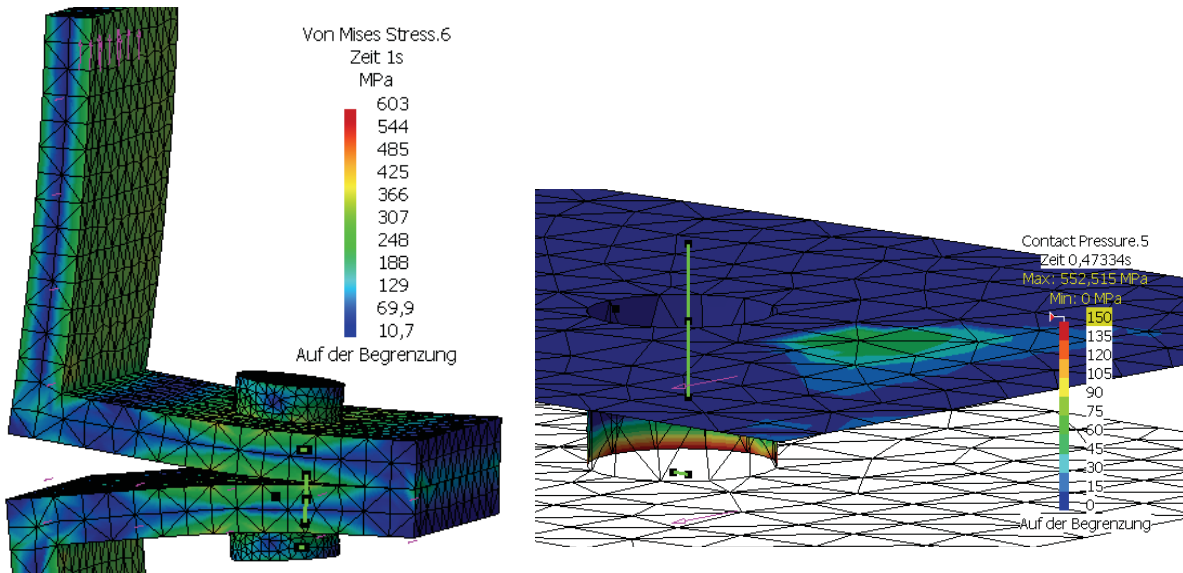 Von Mises Stress.6
Zeit 1s
MPa
603
544
485
425
366
307
248
188
129
69,9
10,7
Auf der Begrenzung
Contact Pressure.5
Zeit 0,47334s
Max: 552,515 MPa
Min: 0 MPa
150
135
120
105
90
75
60
45
30
15
0
Auf der Begrenzung